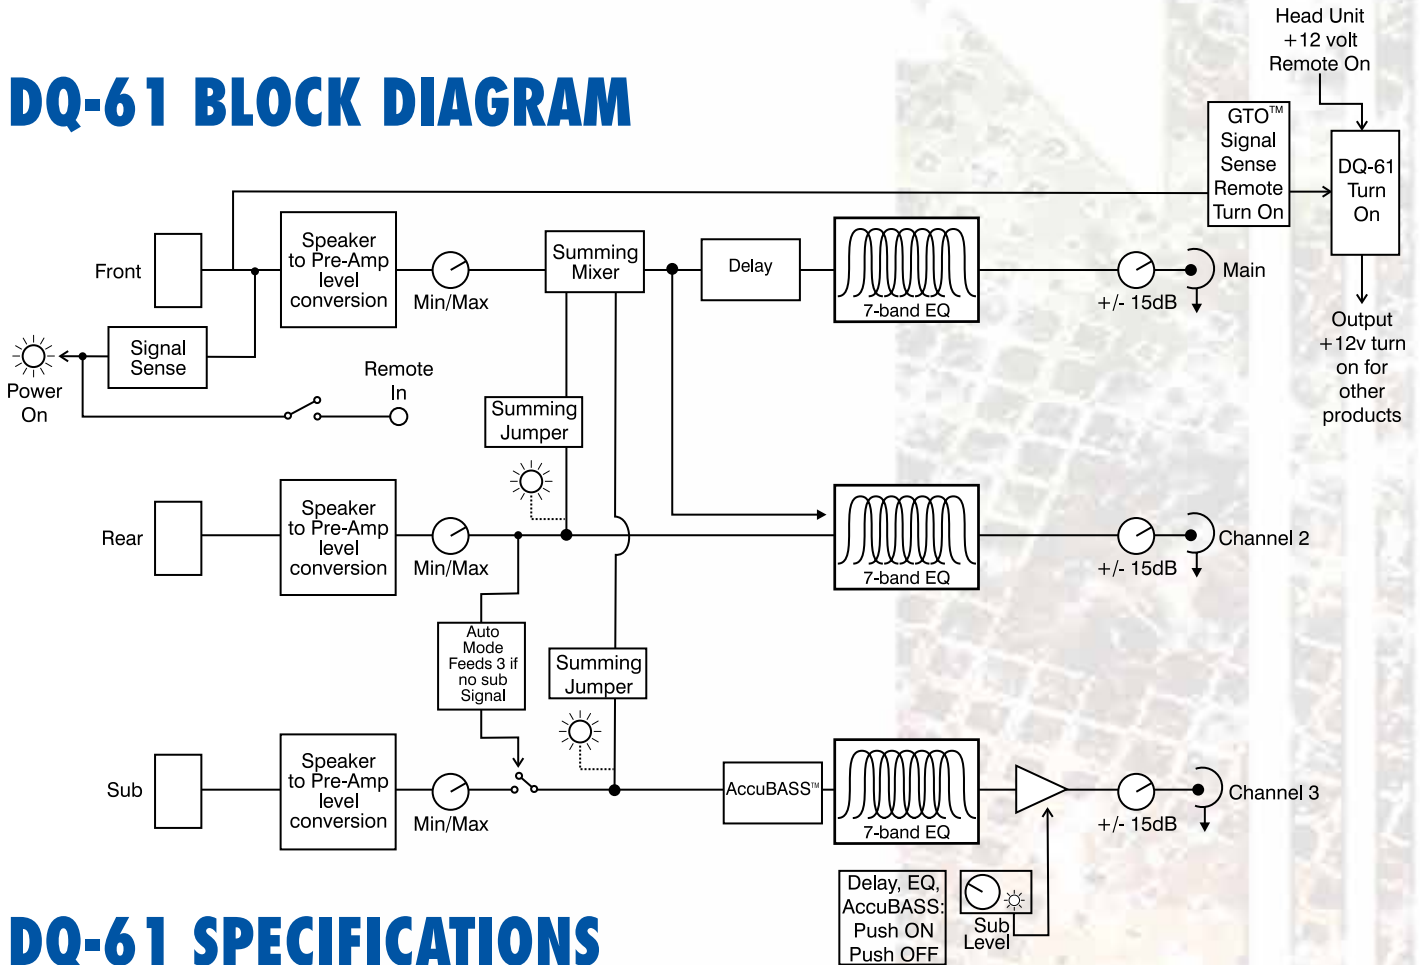 DQ-61 BLOCK DIAGRAM
Head Unit
+12 volt
Remote On
GTO™
Signal
Sense
Remote
Turn On
DQ-61
Turn
On
Output
+12v turn
on for
other
products
Front
Speaker
to Pre-Amp
level
conversion
Min/Max
Summing
Mixer
Delay
7-band EQ
+/- 15dB
Main
Signal
Sense
Power
On
Remote
In
Summing
Jumper
Rear
Speaker
to Pre-Amp
level
conversion
Min/Max
7-band EQ
+/- 15dB
Channel 2
Auto
Mode
Feeds 3 if
no sub
Signal
Summing
Jumper
Sub
Speaker
to Pre-Amp
level
conversion
Min/Max
AccuBASS™
7-band EQ
+/- 15dB
Channel 3
Delay, EQ,
AccuBASS:
Push ON
Push OFF
Sub
Level
DQ-61 SPECIFICATIONS